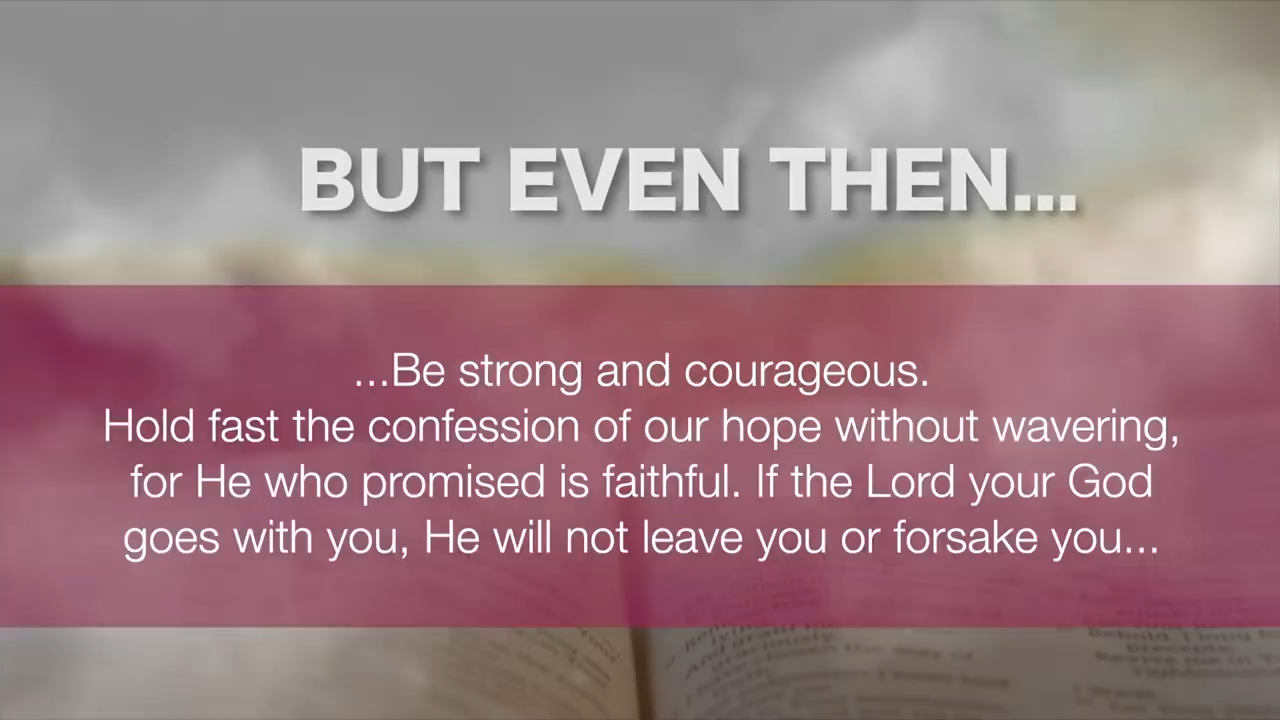 BUT EVEN THEN...
...Be strong and courageous.
Hold fast the confession of our hope without wavering,
for He who promised is faithful. If the Lord your God
goes with you, He will not leave you or forsake you...